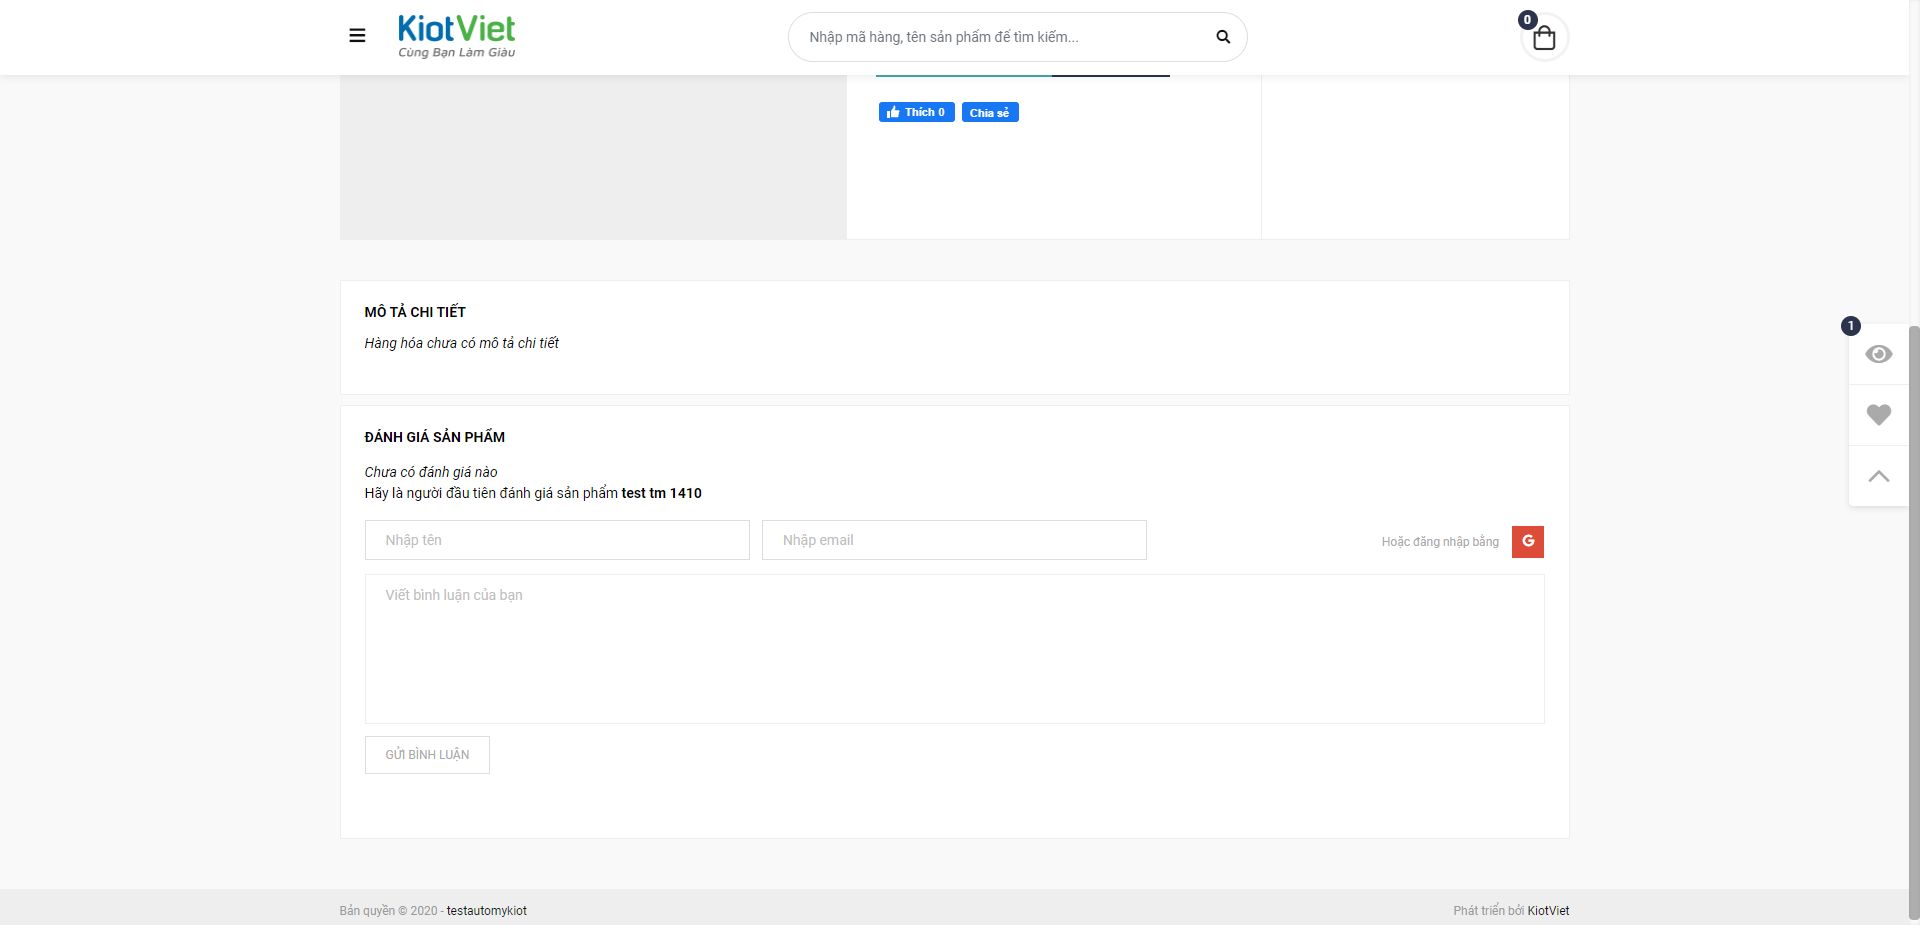 KiotViet
Cùng Bạn Làm Giàu
Nhập mã hàng, tên sản phẩm để tìm kiếm...
0
Thích 0
Chia sẻ
MÔ TẢ CHI TIẾT
Hàng hóa chưa có mô tả chi tiết
1
ĐÁNH GIÁ SẢN PHẨM
Chưa có đánh giá nào
Hãy là người đầu tiên đánh giá sản phẩm test tm 1410
Nhập tên
Nhập email
Hoặc đăng nhập bằng
G
Viết bình luận của bạn
GỬI BÌNH LUẬN
Bản quyền © 2020 - testautomykiot
Phát triển bởi KiotViet